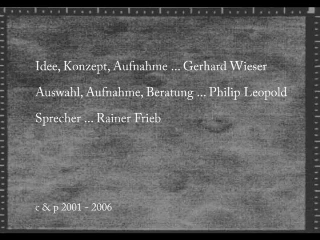 Idee, Konzept, Aufnahme ... Gerhard Wieser
Auswahl, Aufnahme, Beratung ... Philip Leopold
Sprecher ... Rainer Frieb
c & p 2001 - 2006